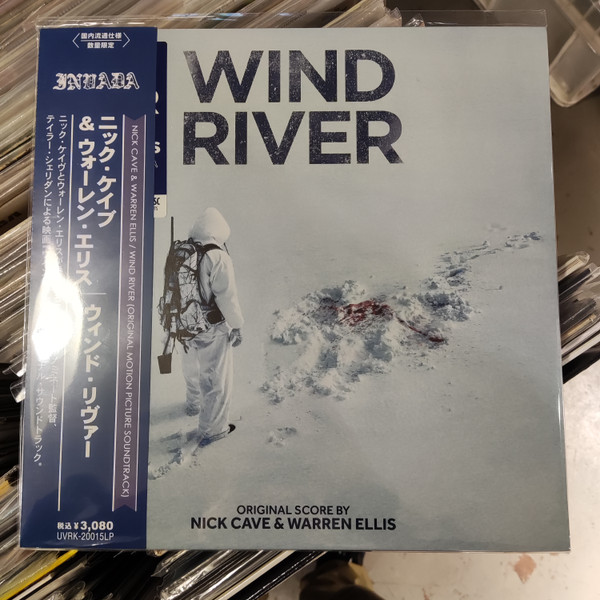 国内流通仕様
数量限定
INVADA
WIND
RIVER
NICK CAVE & WARREN ELLIS / WIND RIVER (ORIGINAL MOTION PICTURE SOUNDTRACK)
ニック・ケイブ
& ウォーレン・エリス | ウィンド・リヴァー
ニック・ケイヴとウォーレン・エリス
テイラー・シェリダンによる映画
監督、
サウンドトラック。
税込 ¥3,080
UVRK-20015LP
ORIGINAL SCORE BY
NICK CAVE & WARREN ELLIS